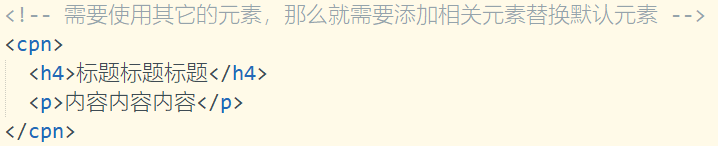 <!-- 需要使用其它的元素，那么就需要添加相关元素替换默认元素 -->
<cpn>
  <h4>标题标题标题</h4>
  <p>内容内容内容</p>
</cpn>